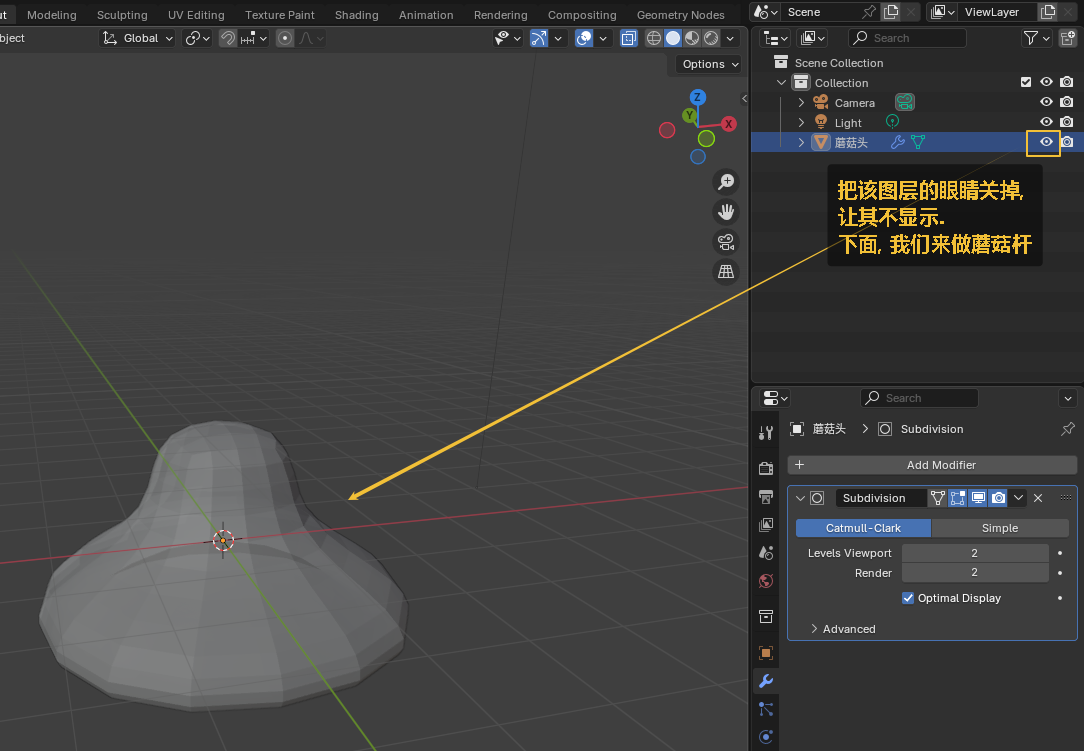 ut Modeling Sculpting UV Editing Texture Paint Shading Animation Rendering Compositing Geometry Nodes
Scene
ViewLayer
bject
Global
Options
Z
Y
X
Search
Scene Collection
Collection
Camera
Light
蘑菇头
把该图层的眼睛关掉,
让其不显示.
下面, 我们来做蘑菇杆
Search
蘑菇头 Subdivision
+ Add Modifier
Subdivision
Catmull-Clark Simple
Levels Viewport 2
Render 2
Optimal Display
Advanced